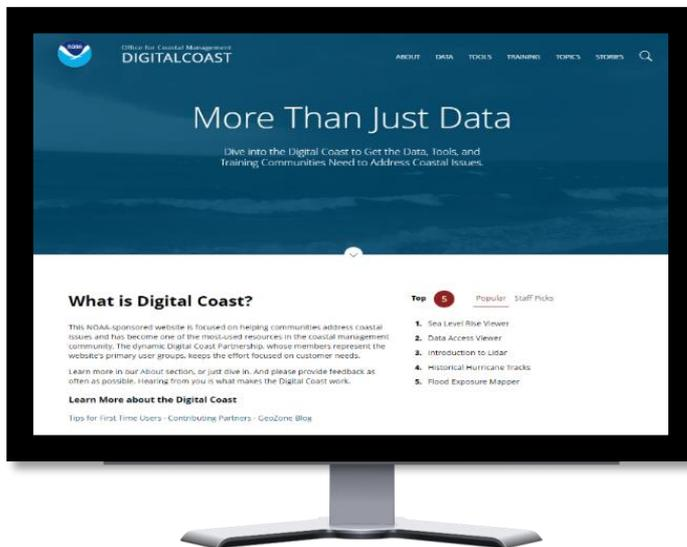 NOAA
Office for Coastal Management
DIGITALCOAST
ABOUT DATA TOOLS TRAINING TOPICS STORIES
More Than Just Data
Dive into the Digital Coast to Get the Data, Tools, and
Training Communities Need to Address Coastal Issues.
What is Digital Coast?
This NOAA-sponsored website is focused on helping communities address coastal
issues and has become one of the most-used resources in the coastal management
community. The dynamic Digital Coast Partnership, whose members represent the
website's primary user groups, keeps the effort focused on customer needs.
Learn more in our About section, or just dive in. And please provide feedback as
often as possible. Hearing from you is what makes the Digital Coast work.
Learn More about the Digital Coast
Tips for First Time Users - Contributing Partners - GeoZone Blog
Top 5 Popular Staff Picks
1. Sea Level Rise Viewer
2. Data Access Viewer
3. Introduction to Lidar
4. Historical Hurricane Tracks
5. Flood Exposure Mapper